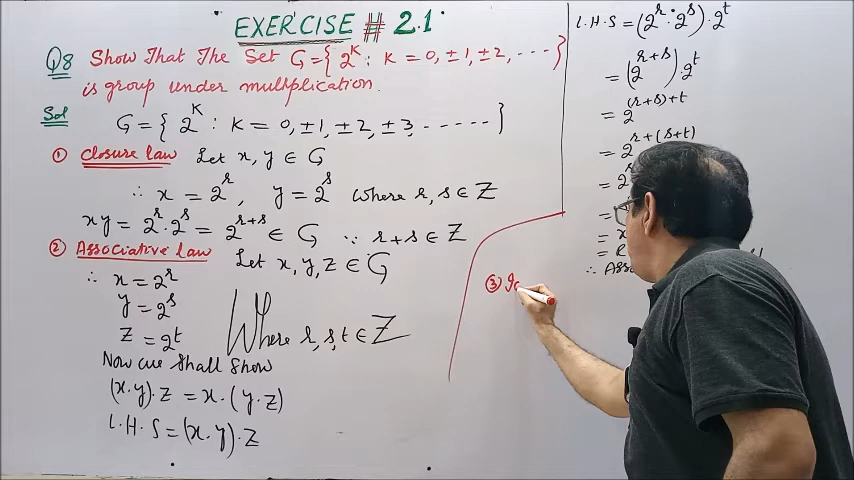 EXERCISE # 2.1
Q8 Show That The Set G={ 2^K : K = 0, ±1, ±2, ---- }
is group under multiplication.
Sol
G={ 2^K : K = 0, ±1, ±2, ±3, ------ }
① Closure law Let x, y ∈ G
∴ x = 2^r , y = 2^s Where r, s ∈ Z
xy = 2^r · 2^s = 2^(r+s) ∈ G ∵ r+s ∈ Z
② Associative law Let x, y, z ∈ G
∴ x = 2^r
y = 2^s
z = 2^t Where r, s, t ∈ Z
Now we Shall Show
(x·y)·z = x·(y·z)
L.H.S = (x·y)·z
L.H.S = (2^r · 2^s)·2^t
= (2^(r+s))·2^t
= 2^((r+s)+t)
= 2^(r+(s+t))
= 2
=
= x
= R
∴
③